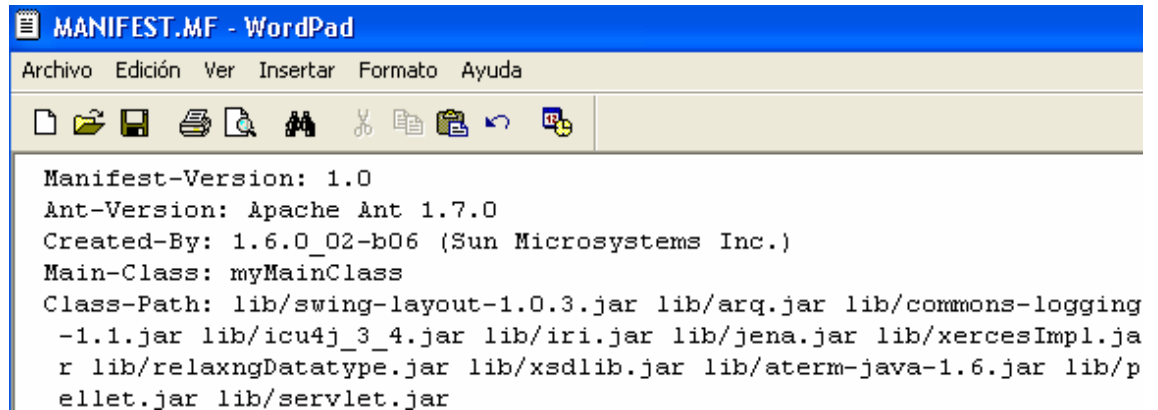 MANIFEST.MF - WordPad
Archivo Edición Ver Insertar Formato Ayuda
Manifest-Version: 1.0
Ant-Version: Apache Ant 1.7.0
Created-By: 1.6.0_02-b06 (Sun Microsystems Inc.)
Main-Class: myMainClass
Class-Path: lib/swing-layout-1.0.3.jar lib/arq.jar lib/commons-logging
-1.1.jar lib/icu4j_3_4.jar lib/iri.jar lib/jena.jar lib/xercesImpl.ja
r lib/relaxngDatatype.jar lib/xsdlib.jar lib/aterm-java-1.6.jar lib/p
ellet.jar lib/servlet.jar